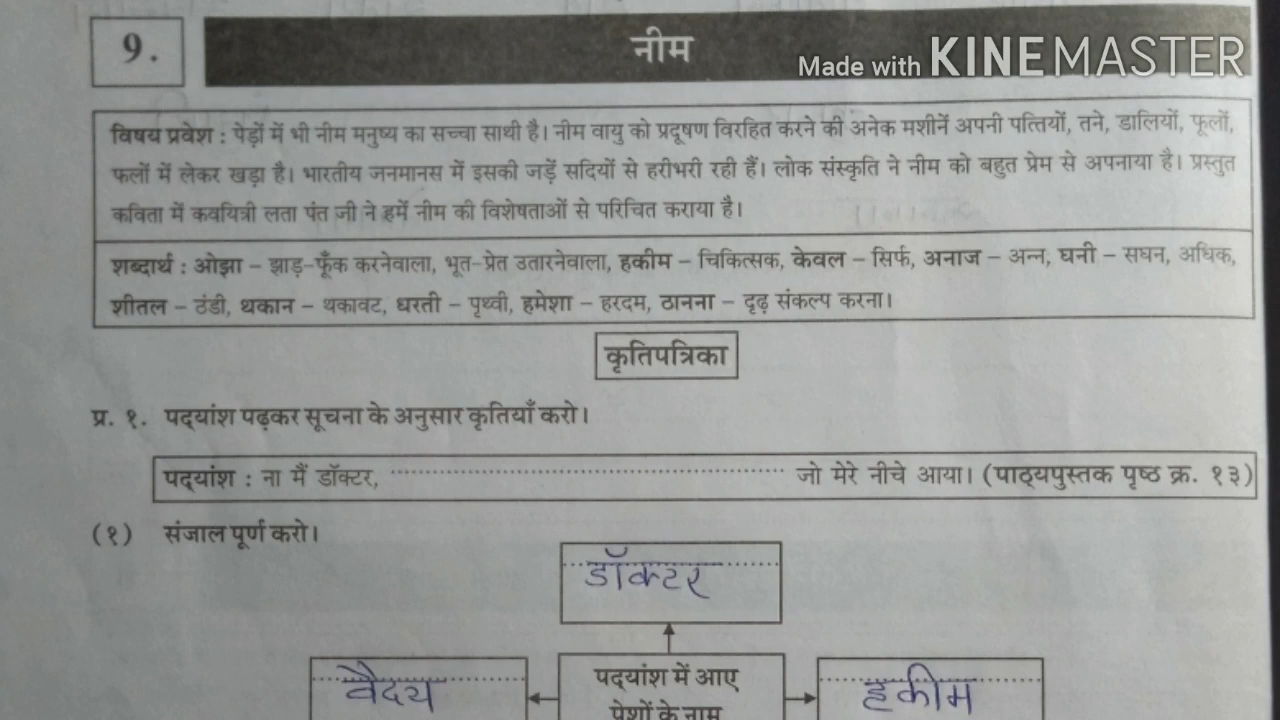 9.
नीम
Made with KINEMASTER
विषय प्रवेश : पेड़ों में भी नीम मनुष्य का सच्चा साथी है। नीम वायु को प्रदूषण विरहित करने की अनेक मशीनें अपनी पत्तियों, तने, डालियों, फूलों,
फलों में लेकर खड़ा है। भारतीय जनमानस में इसकी जड़ें सदियों से हरीभरी रही हैं। लोक संस्कृति ने नीम को बहुत प्रेम से अपनाया है। प्रस्तुत
कविता में कवयित्री लता पंत जी ने हमें नीम की विशेषताओं से परिचित कराया है।
शब्दार्थ : ओझा – झाड़-फूँक करनेवाला, भूत-प्रेत उतारनेवाला, हकीम – चिकित्सक, केवल – सिर्फ, अनाज – अन्न, घनी – सघन, अधिक,
शीतल – ठंडी, थकान – थकावट, धरती – पृथ्वी, हमेशा – हरदम, ठानना – दृढ़ संकल्प करना।
कृतिपत्रिका
प्र. १. पद्‌यांश पढ़कर सूचना के अनुसार कृतियाँ करो।
पद्‌यांश : ना मैं डॉक्टर, ........................................ जो मेरे नीचे आया। (पाठ्‌यपुस्तक पृष्ठ क्र. १३)
(१) संजाल पूर्ण करो।
डॉक्टर
वैद्य
पद्‌यांश में आए
पेशों के नाम
हकीम